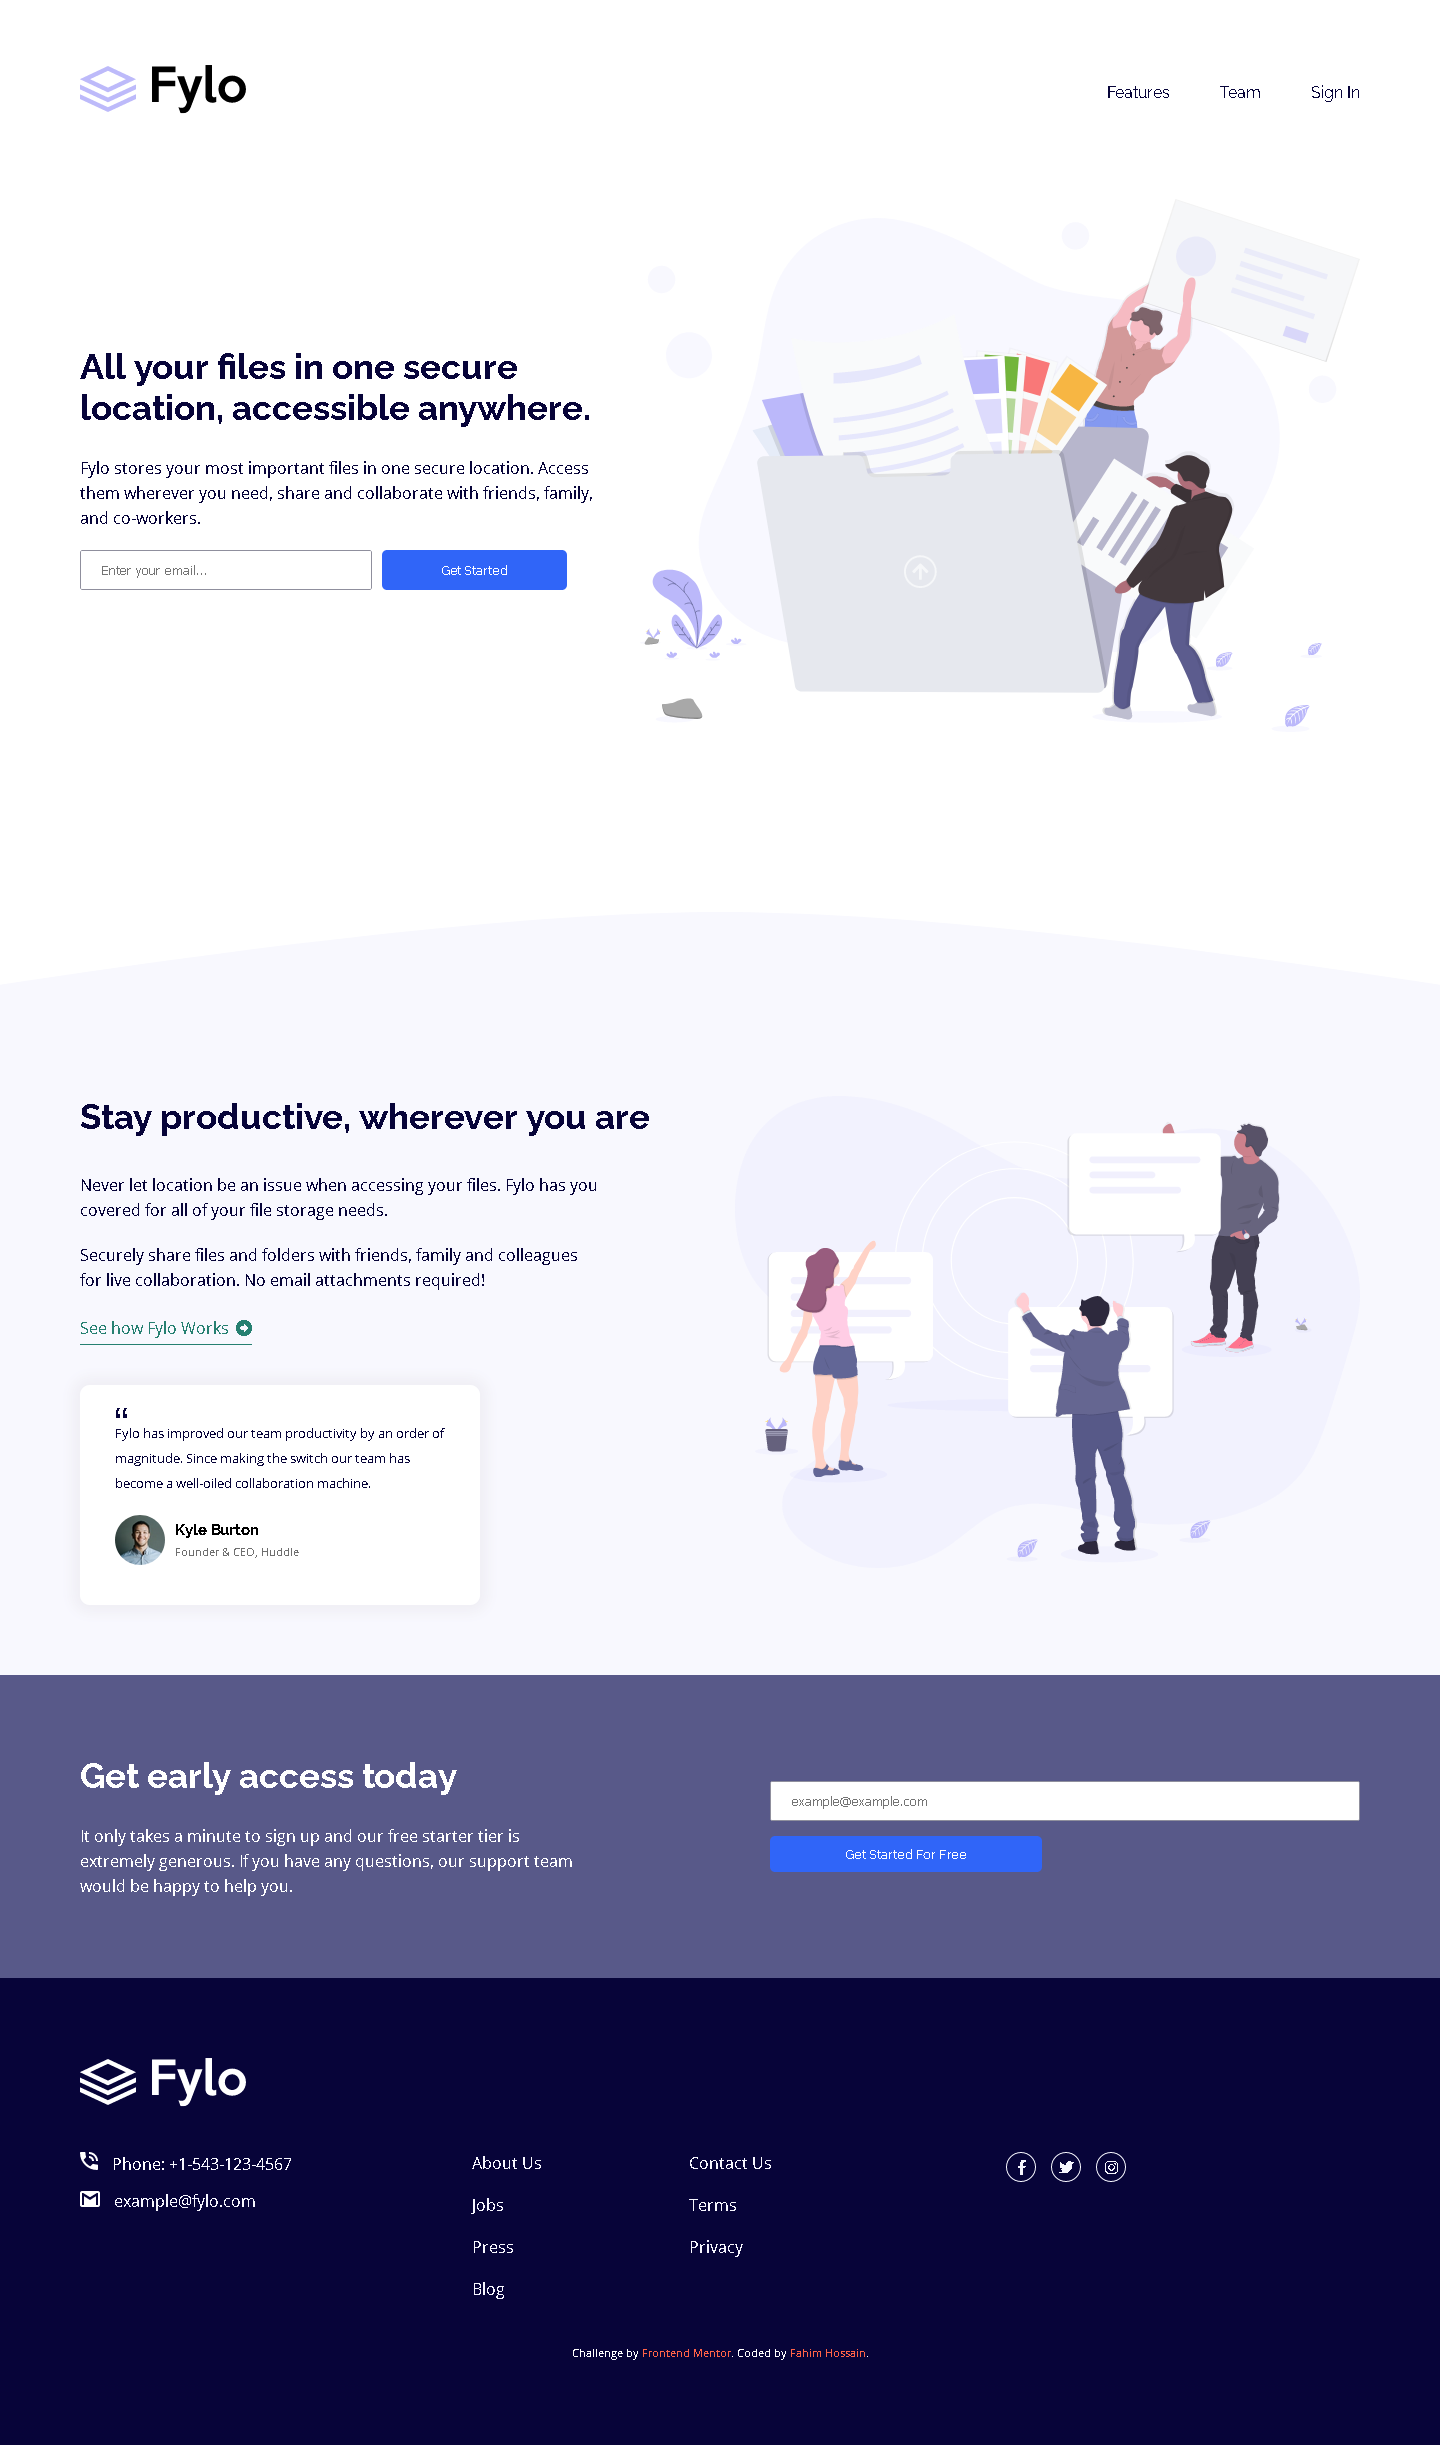 Fylo
Features
Team
Sign In
All your files in one secure
location, accessible anywhere.
Fylo stores your most important files in one secure location. Access
them wherever you need, share and collaborate with friends, family,
and co-workers.
Enter your email...
Get Started
Stay productive, wherever you are
Never let location be an issue when accessing your files. Fylo has you
covered for all of your file storage needs.
Securely share files and folders with friends, family and colleagues
for live collaboration. No email attachments required!
See how Fylo Works
“
Fylo has improved our team productivity by an order of
magnitude. Since making the switch our team has
become a well-oiled collaboration machine.
Kyle Burton
Founder & CEO, Huddle
Get early access today
It only takes a minute to sign up and our free starter tier is
extremely generous. If you have any questions, our support team
would be happy to help you.
example@example.com
Get Started For Free
Fylo
Phone: +1-543-123-4567
example@fylo.com
About Us
Jobs
Press
Blog
Contact Us
Terms
Privacy
Challenge by Frontend Mentor. Coded by Fahim Hossain.